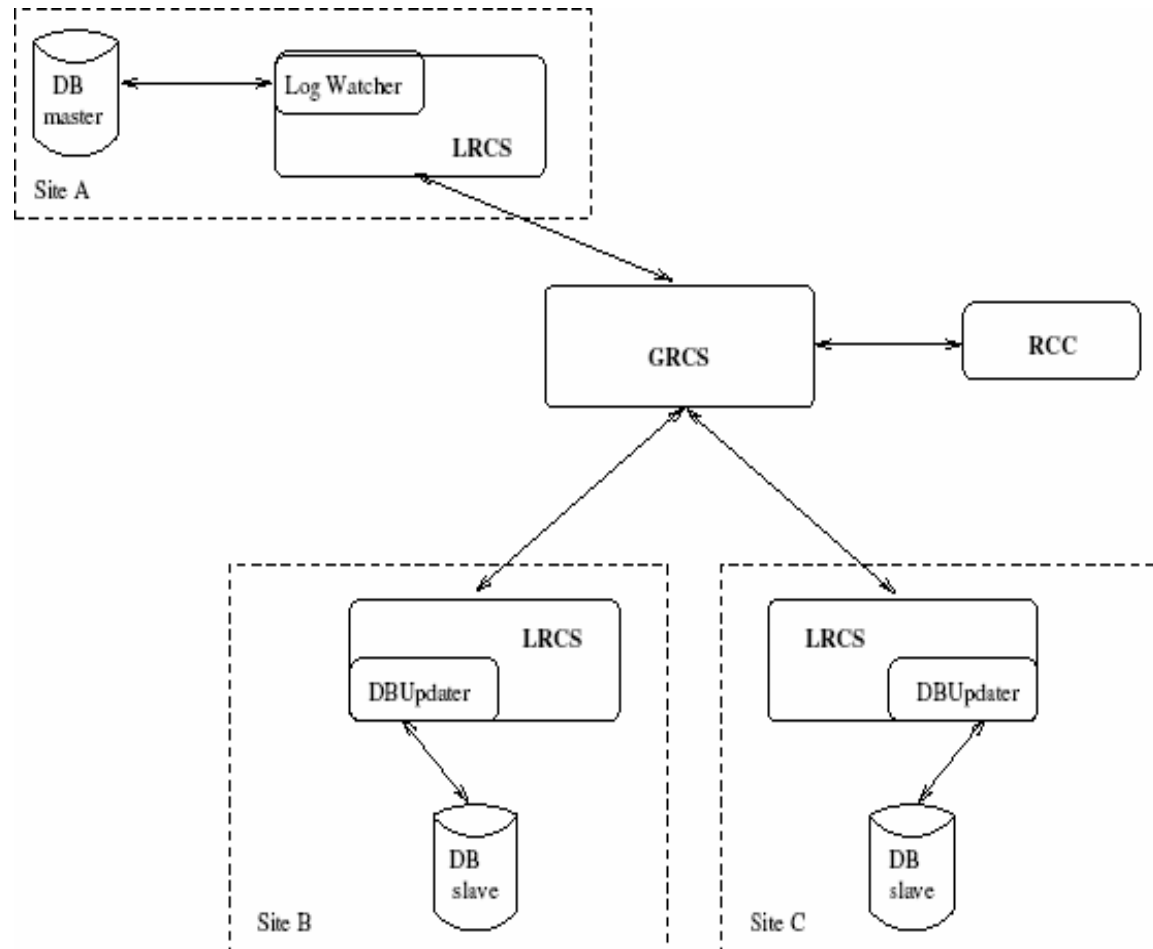 DB
master
Log Watcher
LRCS
Site A
GRCS
RCC
LRCS
DBUpdater
DB
slave
Site B
LRCS
DBUpdater
DB
slave
Site C